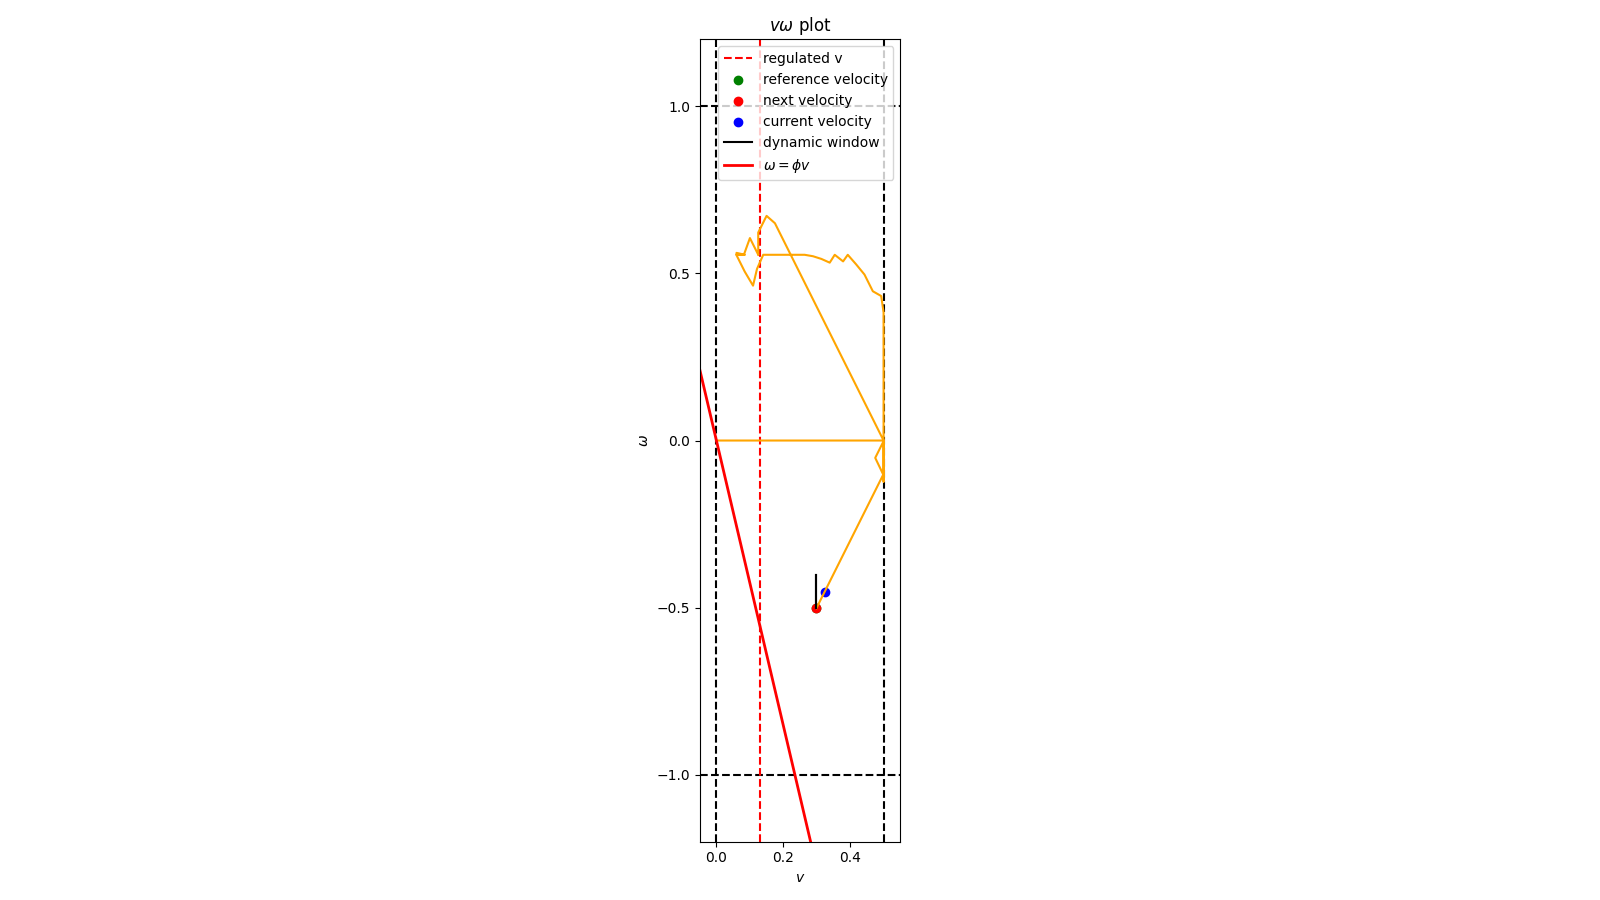 vω plot
regulated v
reference velocity
next velocity
current velocity
dynamic window
ω = ϕv
1.0
0.5
0.0
−0.5
−1.0
ω
0.0 0.2 0.4
v